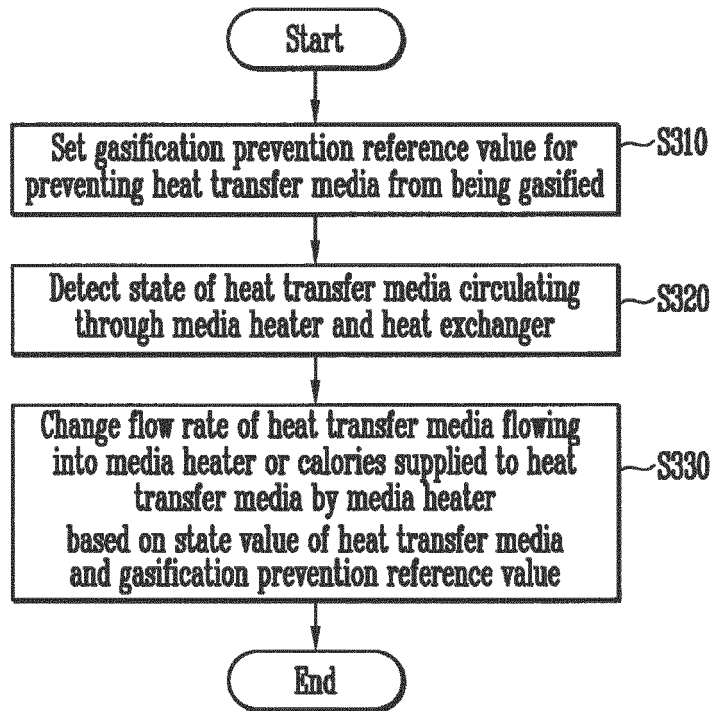 Start
Set gasification prevention reference value for
preventing heat transfer media from being gasified
S310
Detect state of heat transfer media circulating
through media heater and heat exchanger
S320
Change flow rate of heat transfer media flowing
into media heater or calories supplied to heat
transfer media by media heater
based on state value of heat transfer media
and gasification prevention reference value
S330
End